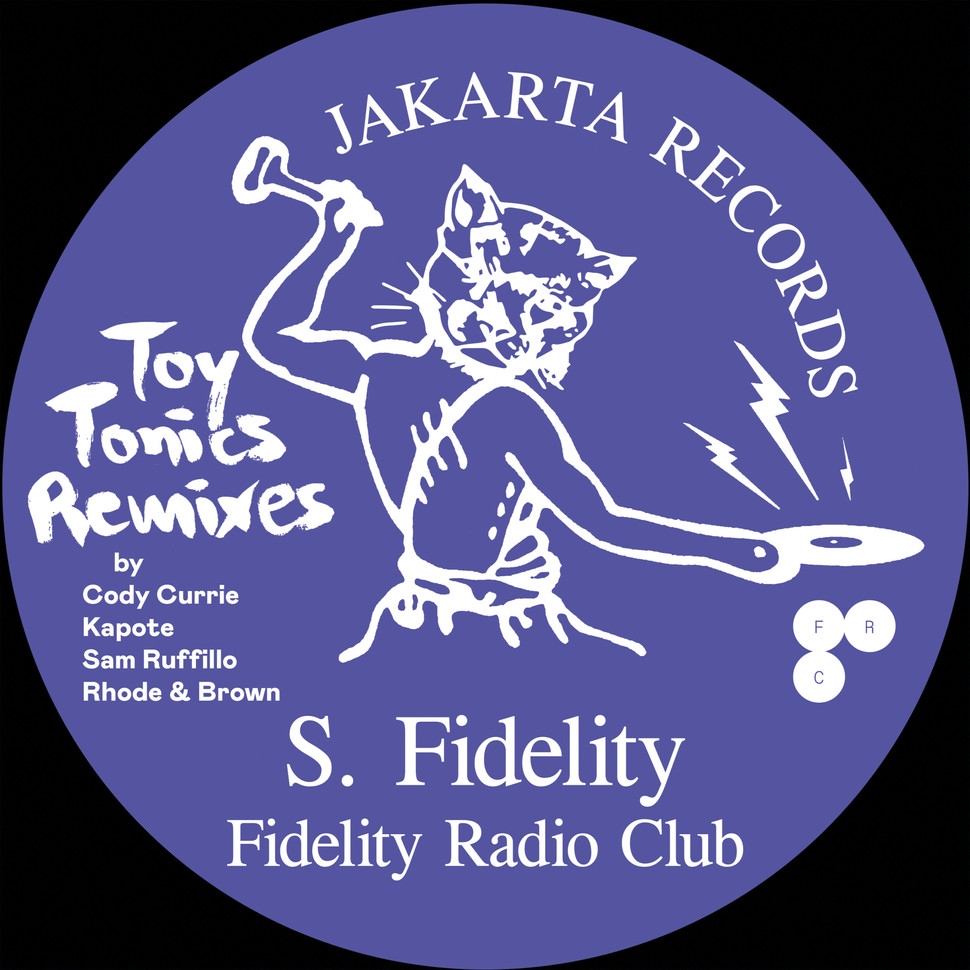 JAKARTA RECORDS
Toy
Tonics
Remixes
by
Cody Currie
Kapote
Sam Ruffillo
Rhode & Brown
F R
C
S. Fidelity
Fidelity Radio Club